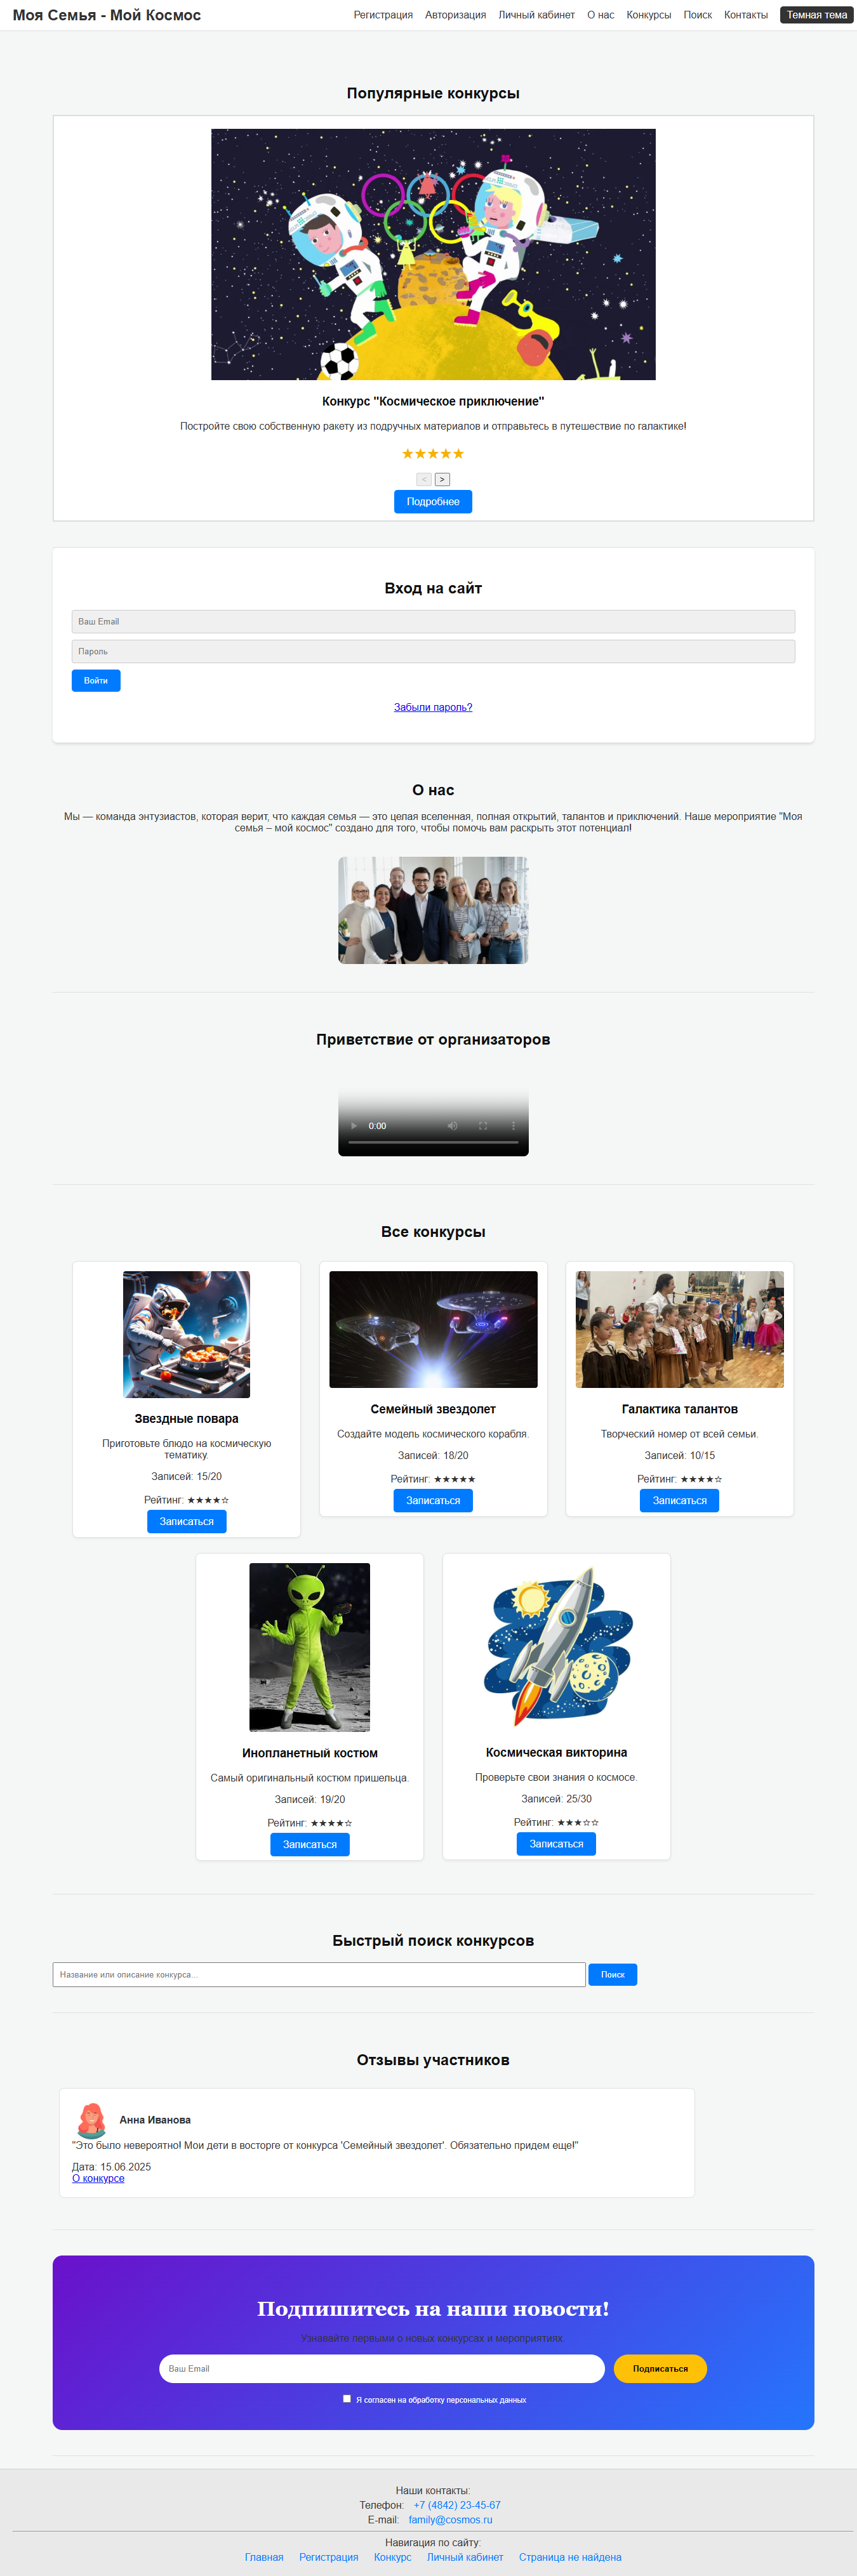 Моя Семья - Мой Космос
Регистрация Авторизация Личный кабинет О нас Конкурсы Поиск Контакты Темная тема
Популярные конкурсы
Конкурс "Космическое приключение"
Постройте свою собственную ракету из подручных материалов и отправьтесь в путешествие по галактике!
★★★★★
< >
Подробнее
Вход на сайт
Ваш Email
Пароль
Войти
Забыли пароль?
О нас
Мы — команда энтузиастов, которая верит, что каждая семья — это целая вселенная, полная открытий, талантов и приключений. Наше мероприятие "Моя
семья – мой космос" создано для того, чтобы помочь вам раскрыть этот потенциал!
Приветствие от организаторов
0:00
Все конкурсы
Звездные повара
Приготовьте блюдо на космическую
тематику.
Записей: 15/20
Рейтинг: ★★★★☆
Записаться
Семейный звездолет
Создайте модель космического корабля.
Записей: 18/20
Рейтинг: ★★★★★
Записаться
Галактика талантов
Творческий номер от всей семьи.
Записей: 10/15
Рейтинг: ★★★★☆
Записаться
Инопланетный костюм
Самый оригинальный костюм пришельца.
Записей: 19/20
Рейтинг: ★★★★☆
Записаться
Космическая викторина
Проверьте свои знания о космосе.
Записей: 25/30
Рейтинг: ★★★☆☆
Записаться
Быстрый поиск конкурсов
Название или описание конкурса...
Поиск
Отзывы участников
Анна Иванова
"Это было невероятно! Мои дети в восторге от конкурса 'Семейный звездолет'. Обязательно придем еще!"
Дата: 15.06.2025
О конкурсе
Подпишитесь на наши новости!
Узнавайте первыми о новых конкурсах и мероприятиях.
Ваш Email
Подписаться
Я согласен на обработку персональных данных
Наши контакты:
Телефон: +7 (4842) 23-45-67
E-mail: family@cosmos.ru
Навигация по сайту:
Главная Регистрация Конкурс Личный кабинет Страница не найдена